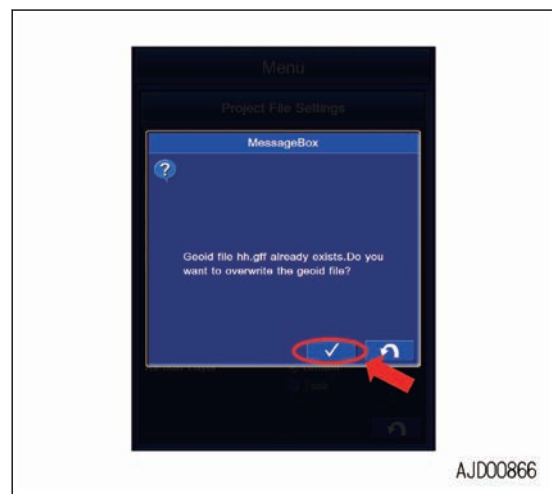 Menu
Project File Settings
MessageBox
?
Geoid file hh.gff already exists.Do you
want to overwrite the geoid file?
AJD00866